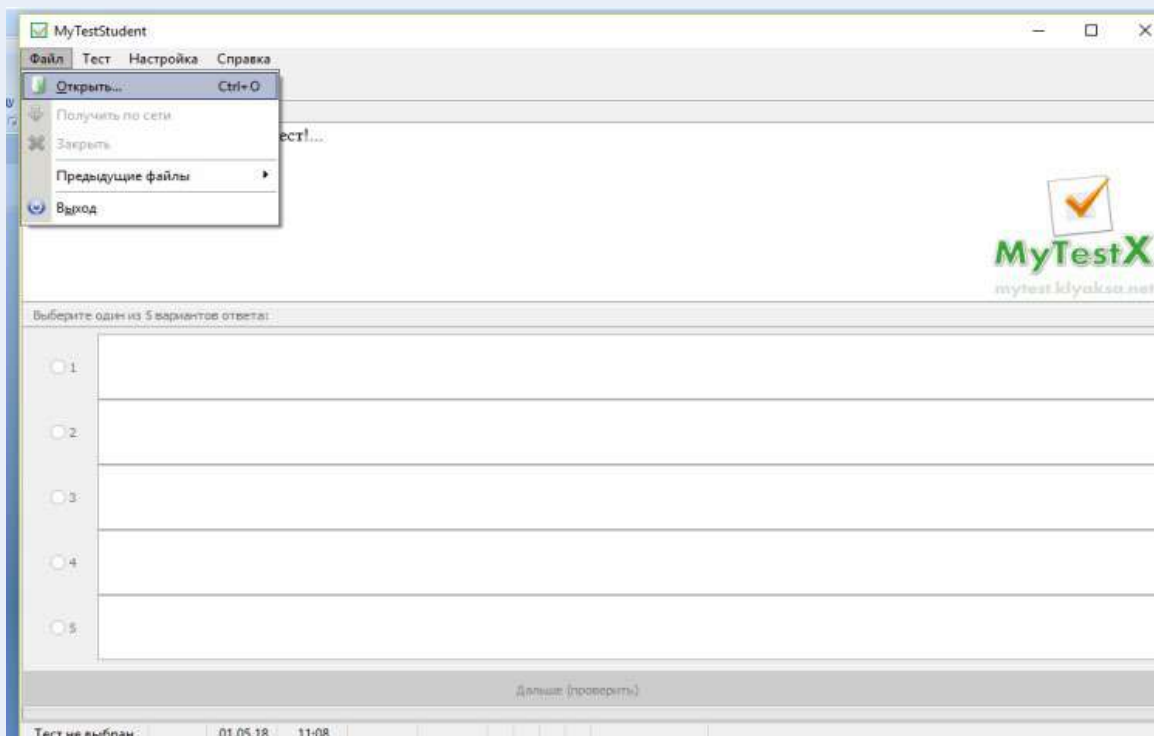 MyTestStudent
Файл Тест Настройка Справка
Открыть... Ctrl+O
Получить по сети
ест!...
Закрыть
Предыдущие файлы
Выход
MyTestX
mytest.klyaksa.net
Выберите один из 5 вариантов ответа:
1
2
3
4
5
Дальше (проверить)
Тест не выбран 01.05.18 11:08